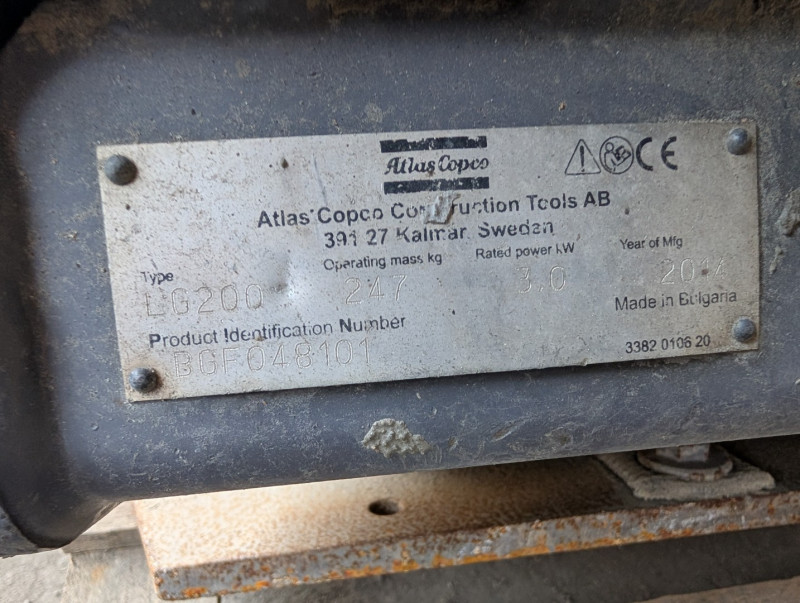 Atlas Copco
CE
Atlas Copco Construction Tools AB
391 27 Kalmar, Sweden
Type Operating mass kg Rated power kW Year of Mfg
LG200 247 3,0 2014
Made in Bulgaria
Product Identification Number
BGF048101
3382 0106 20